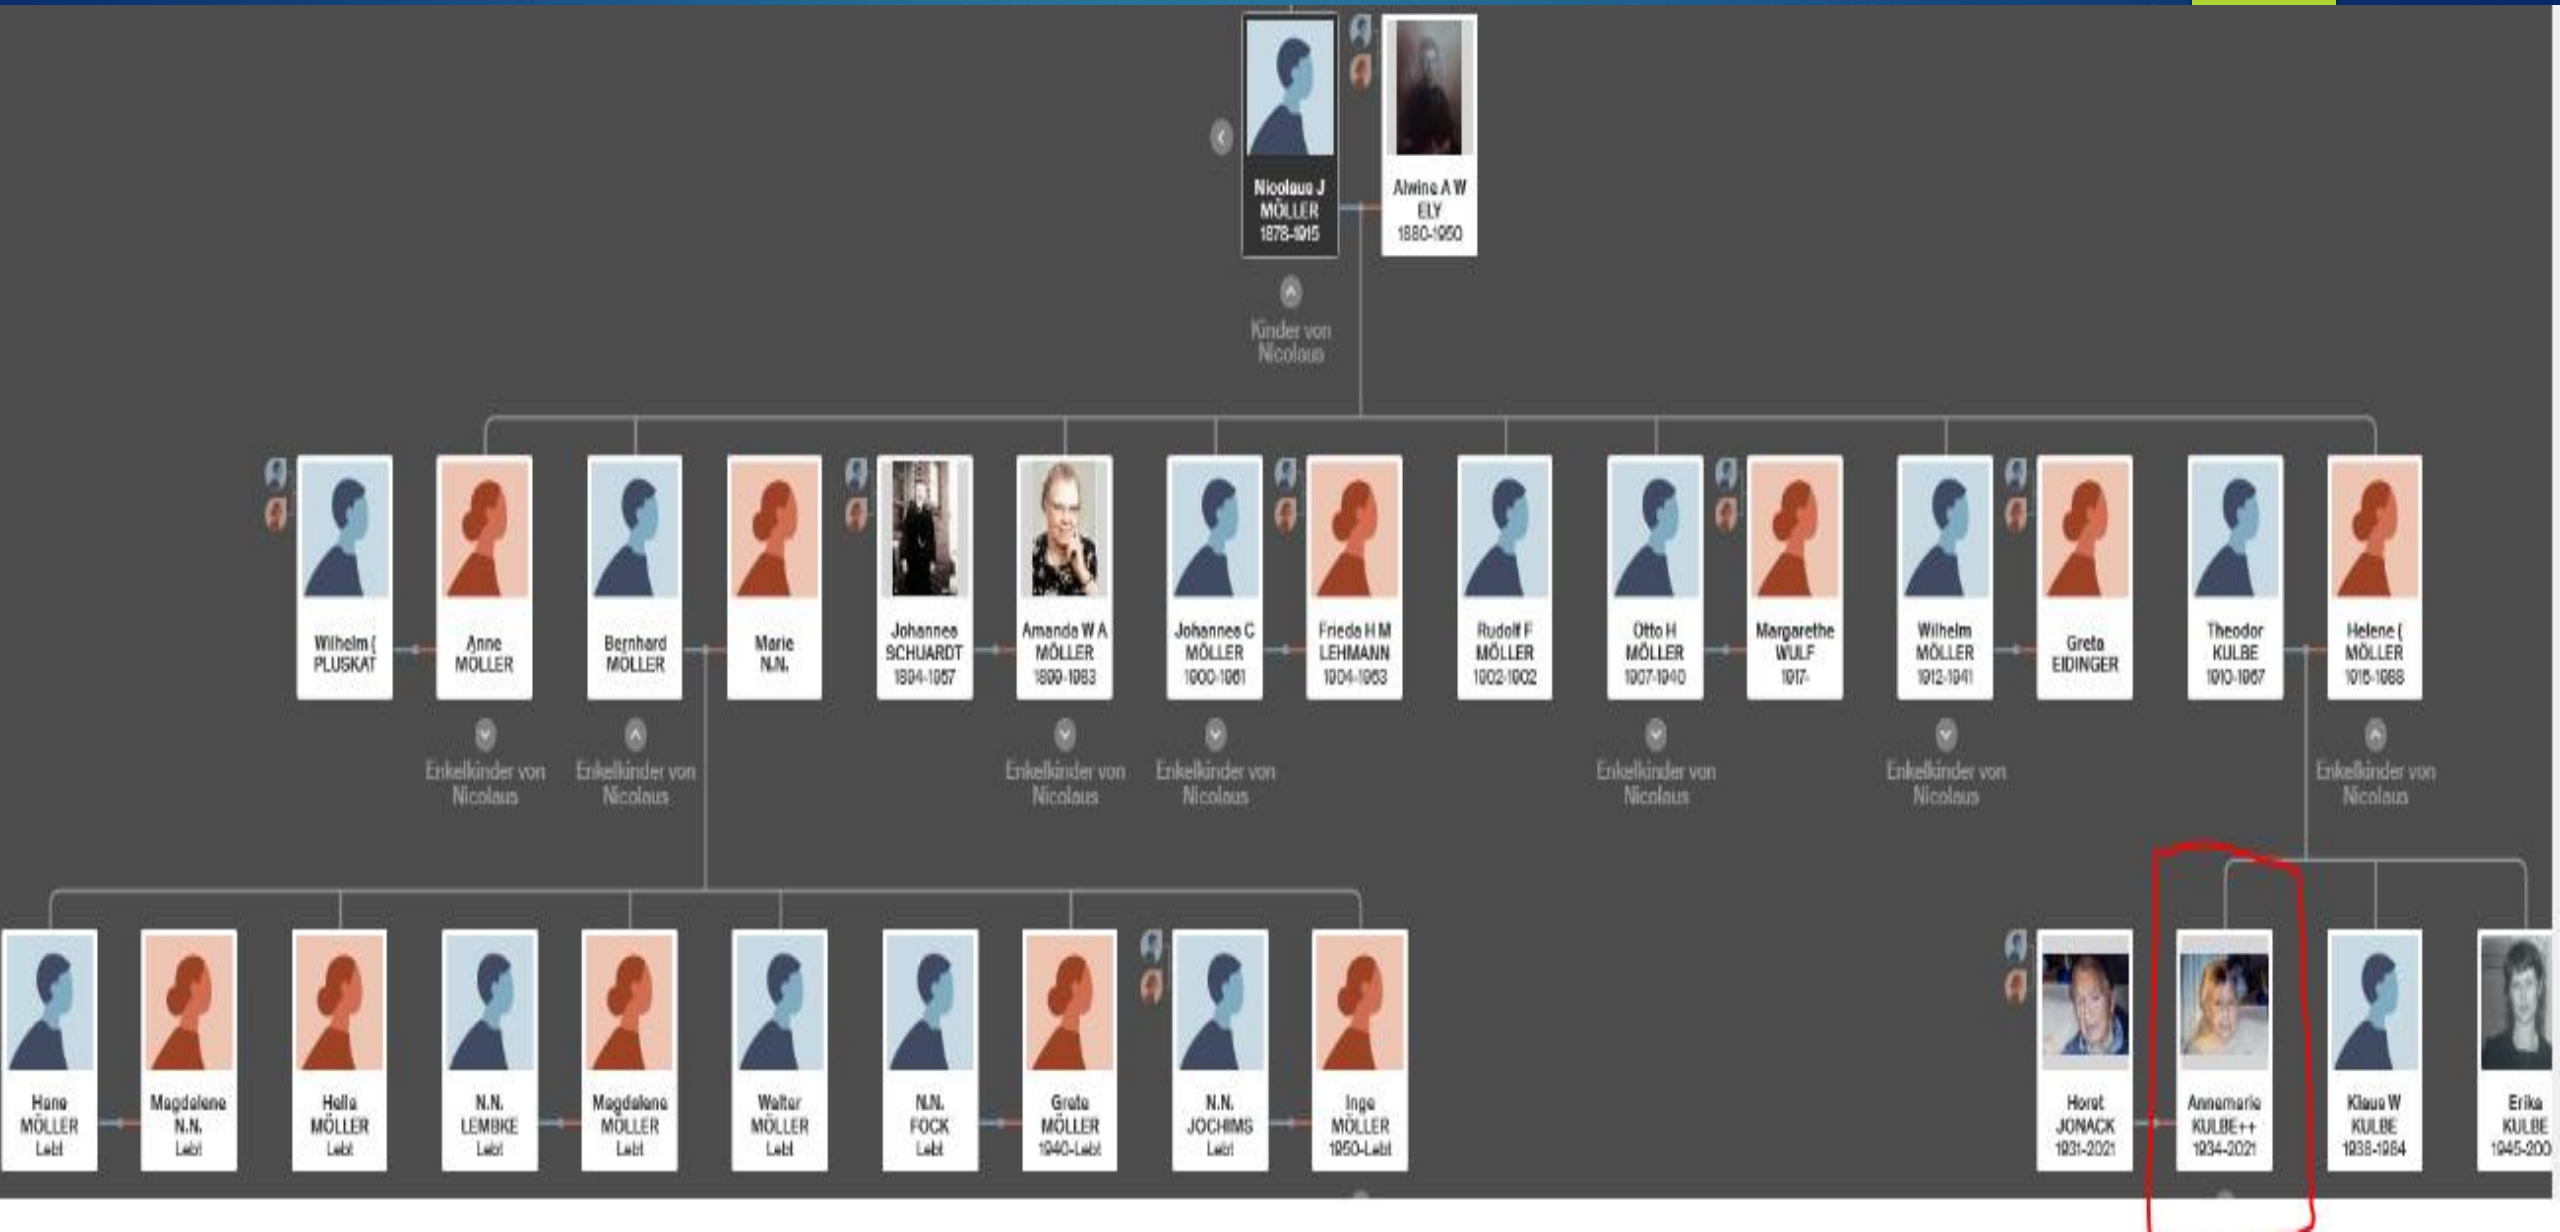 Nicolaus J
MÖLLER
1878-1915
Alwine A W
ELY
1880-1950
Kinder von
Nicolaus
Wilhelm (
PLUSKAT
Anne
MÖLLER
Bernhard
MÖLLER
Marie
N.N.
Johannes
SCHUARDT
1894-1957
Amanda W A
MÖLLER
1899-1983
Johannes C
MÖLLER
1900-1961
Frieda H M
LEHMANN
1904-1953
Rudolf F
MÖLLER
1902-1902
Otto H
MÖLLER
1907-1940
Margarethe
WULF
1917-
Wilhelm
MÖLLER
1912-1941
Greta
EIDINGER
Theodor
KULBE
1910-1967
Helene (
MÖLLER
Enkelkinder von
Nicolaus
Enkelkinder von
Nicolaus
Enkelkinder von
Nicolaus
Enkelkinder von
Nicolaus
Enkelkinder von
Nicolaus
Enkelkinder von
Nicolaus
Enkelkinder von
Nicolaus
Hans
MÖLLER
Lebt
Magdalene
N.N.
Lebt
Hella
MÖLLER
Lebt
N.N.
LEMBKE
Lebt
Magdalena
MÖLLER
Lebt
Walter
MÖLLER
Lebt
N.N.
FOCK
Lebt
Grete
MÖLLER
1940-Lebt
N.N.
JOCHIMS
Lebt
Inge
MÖLLER
1950-Lebt
Horst
JONACK
1931-2021
Annemarie
KULBE++
1934-2021
Klaus W
KULBE
1938-1984
Erika
KULBE
1945-200